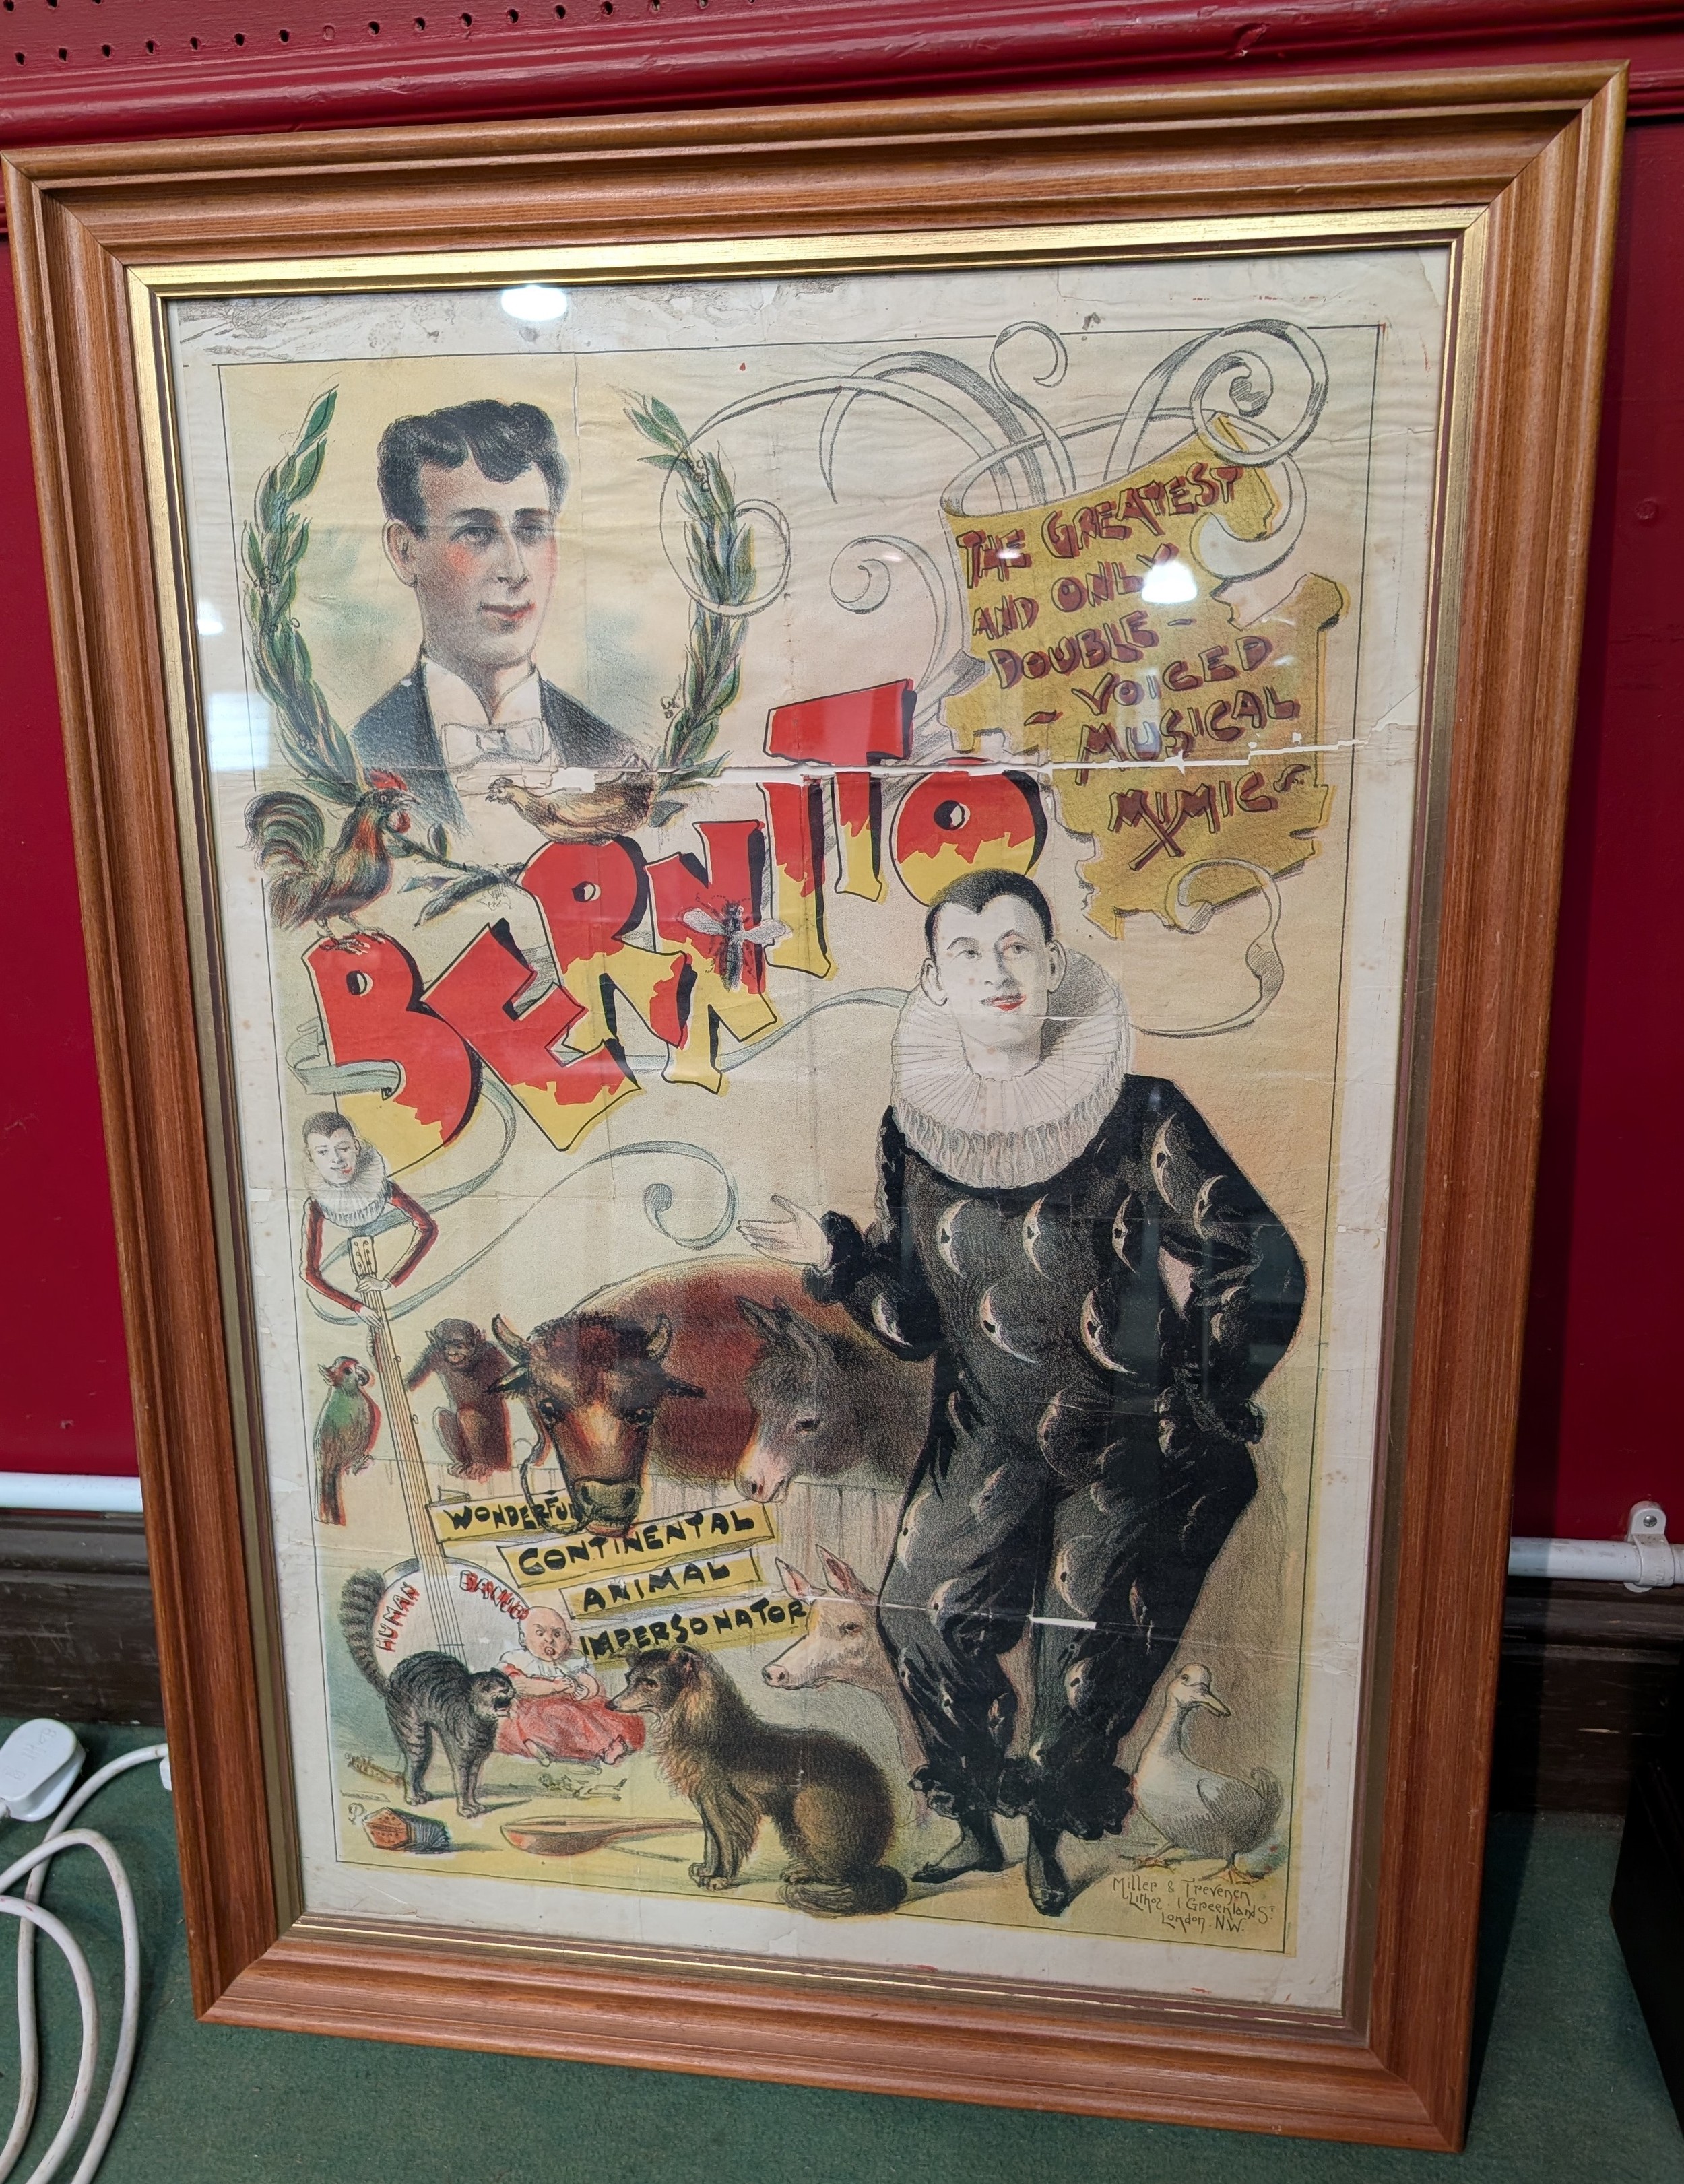 THE GREATEST
AND ONLY
DOUBLE-
- VOICED
MUSICAL
MIMIC
BERNITO
WONDERFUL
CONTINENTAL
ANIMAL
IMPERSONATOR
HUMAN BANJO
Miller & Trevenen
Lithos 1 Greenland St
London. N.W.